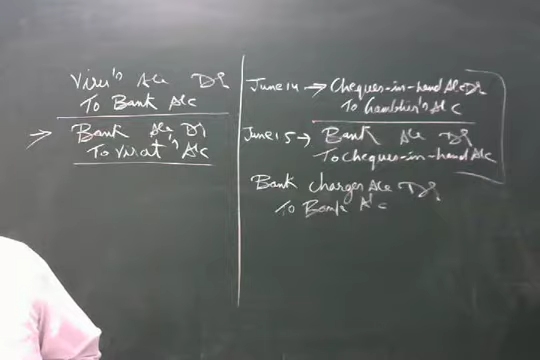 Viru's A/c DR
To Bank A/c
Bank A/c DR
To Virat's A/c
June 14 → Cheques-in-hand A/c DR
To Gambhir's A/c
June 15 → Bank A/c DR
To Cheques-in-hand A/c
Bank Charges A/c DR
To Bank A/c